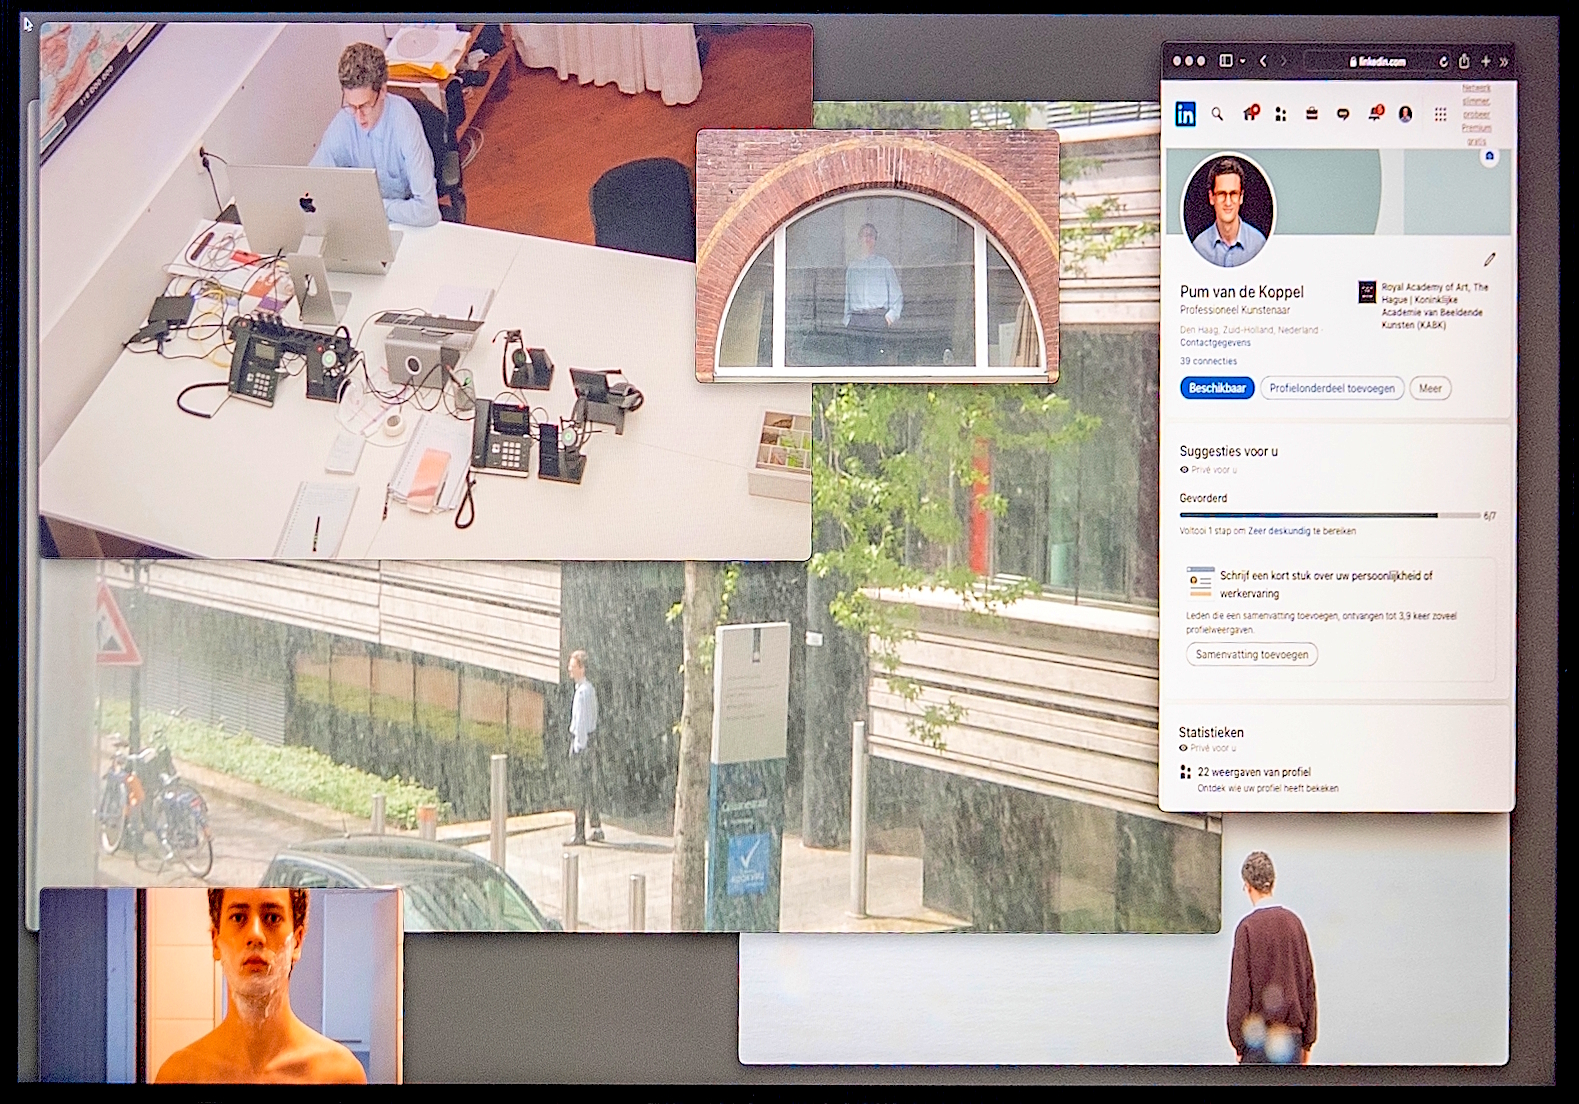 linkedin.com
in
Netwerk
slimmer,
probeer
Premium
gratis
Pum van de Koppel
Professioneel Kunstenaar
Den Haag, Zuid-Holland, Nederland ·
Contactgegevens
39 connecties
Royal Academy of Art, The
Hague | Koninklijke
Academie van Beeldende
Kunsten (KABK)
Beschikbaar
Profielonderdeel toevoegen
Meer
Suggesties voor u
Privé voor u
Gevorderd
6/7
Voltooi 1 stap om Zeer deskundig te bereiken
Schrijf een kort stuk over uw persoonlijkheid of
werkervaring
Leden die een samenvatting toevoegen, ontvangen tot 3,9 keer zoveel
profielweergaven.
Samenvatting toevoegen
Statistieken
Privé voor u
22 weergaven van profiel
Ontdek wie uw profiel heeft bekeken